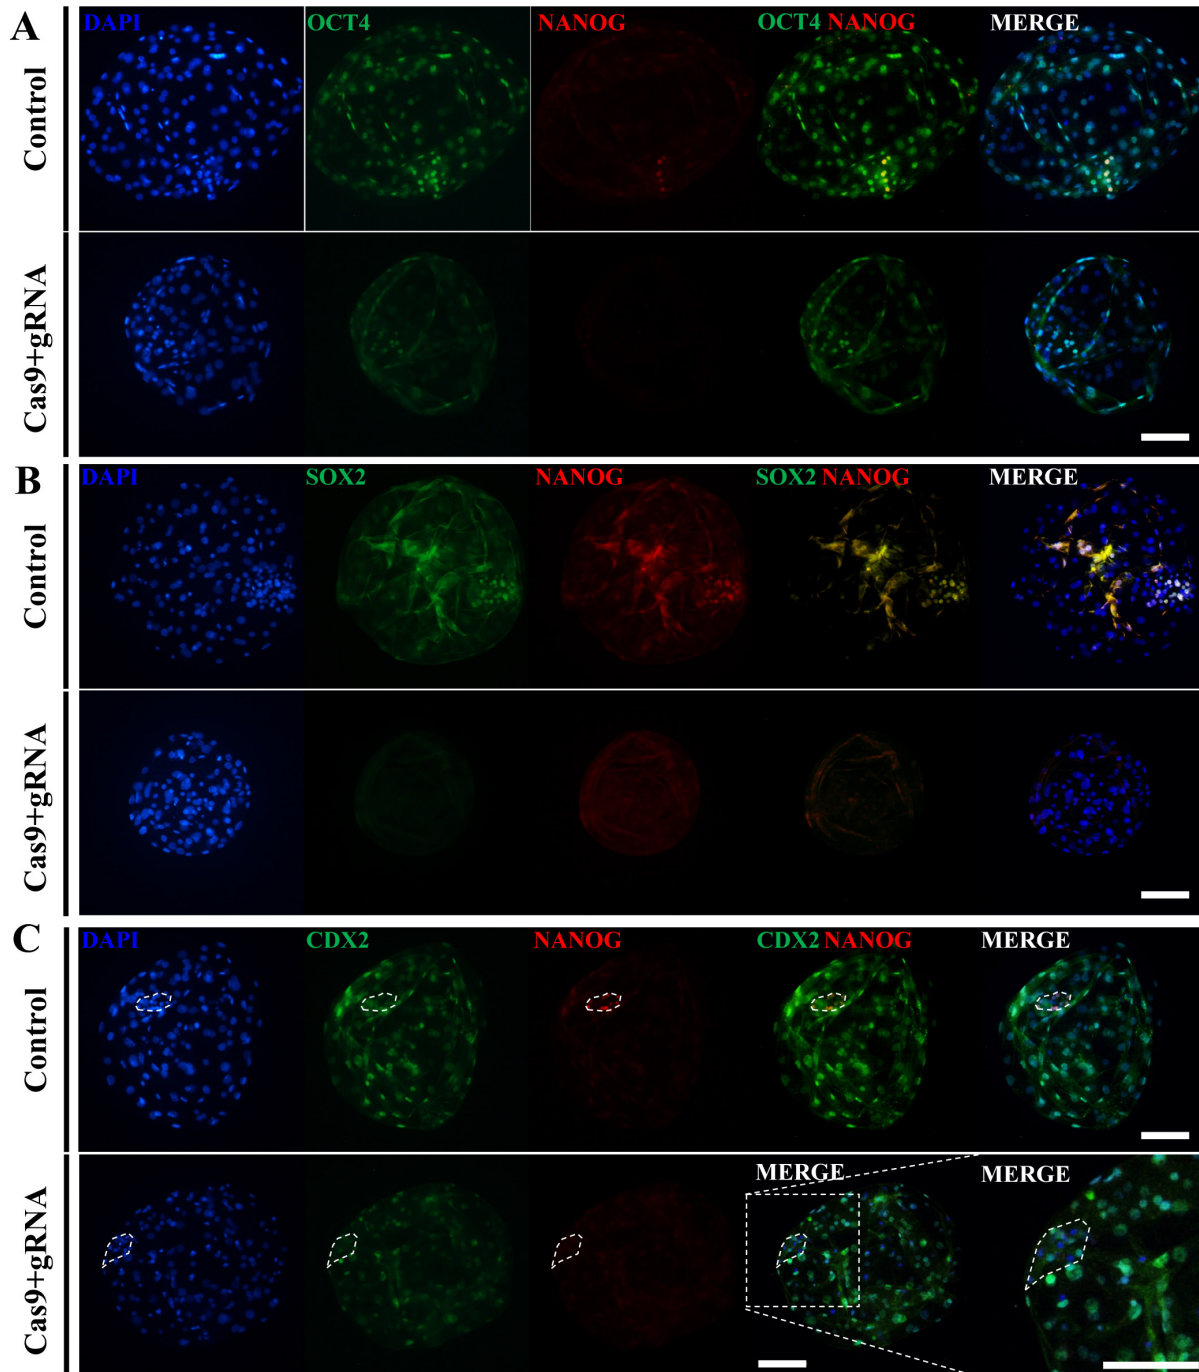 A
DAPI OCT4 NANOG OCT4 NANOG MERGE
Control
Cas9+gRNA
B
DAPI SOX2 NANOG SOX2 NANOG MERGE
Control
Cas9+gRNA
C
DAPI CDX2 NANOG CDX2 NANOG MERGE
Control
MERGE MERGE
Cas9+gRNA